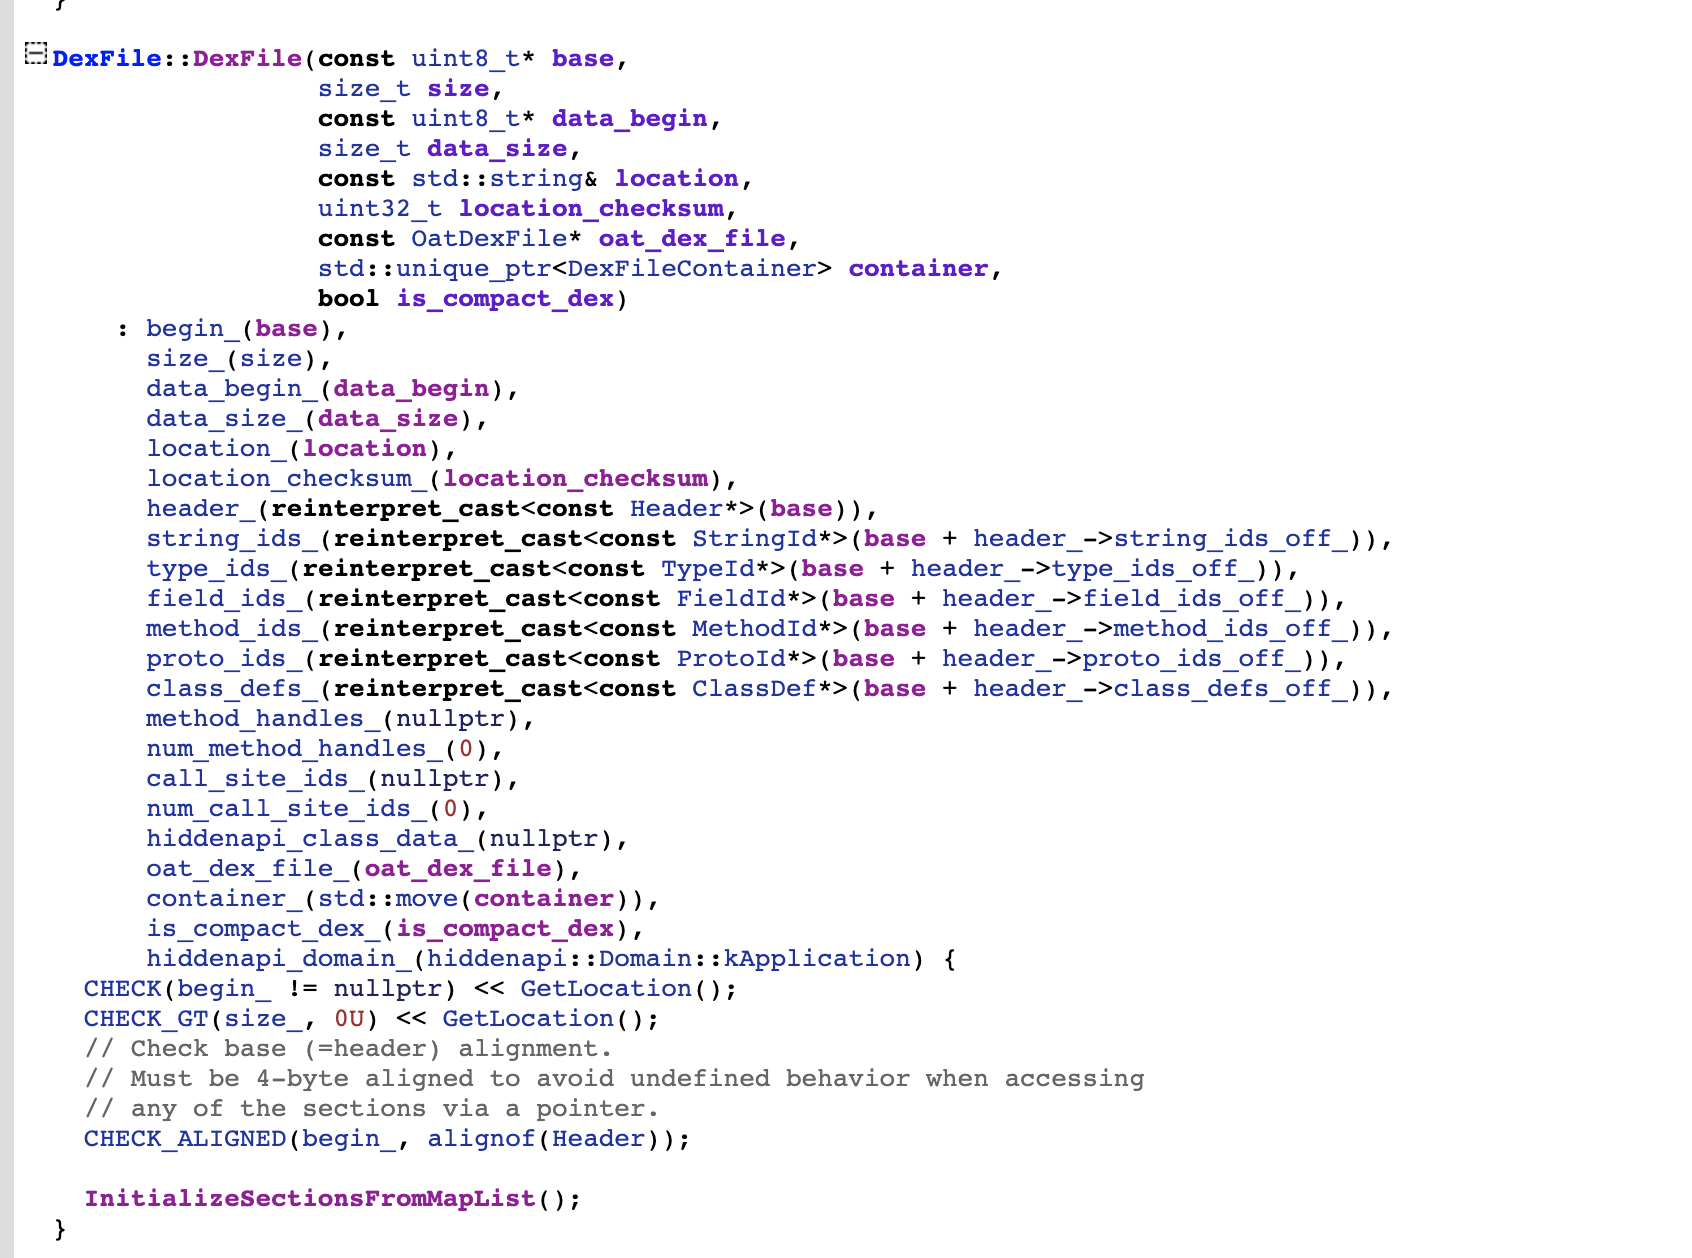 }
DexFile::DexFile(const uint8_t* base,
                 size_t size,
                 const uint8_t* data_begin,
                 size_t data_size,
                 const std::string& location,
                 uint32_t location_checksum,
                 const OatDexFile* oat_dex_file,
                 std::unique_ptr<DexFileContainer> container,
                 bool is_compact_dex)
    : begin_(base),
      size_(size),
      data_begin_(data_begin),
      data_size_(data_size),
      location_(location),
      location_checksum_(location_checksum),
      header_(reinterpret_cast<const Header*>(base)),
      string_ids_(reinterpret_cast<const StringId*>(base + header_->string_ids_off_)),
      type_ids_(reinterpret_cast<const TypeId*>(base + header_->type_ids_off_)),
      field_ids_(reinterpret_cast<const FieldId*>(base + header_->field_ids_off_)),
      method_ids_(reinterpret_cast<const MethodId*>(base + header_->method_ids_off_)),
      proto_ids_(reinterpret_cast<const ProtoId*>(base + header_->proto_ids_off_)),
      class_defs_(reinterpret_cast<const ClassDef*>(base + header_->class_defs_off_)),
      method_handles_(nullptr),
      num_method_handles_(0),
      call_site_ids_(nullptr),
      num_call_site_ids_(0),
      hiddenapi_class_data_(nullptr),
      oat_dex_file_(oat_dex_file),
      container_(std::move(container)),
      is_compact_dex_(is_compact_dex),
      hiddenapi_domain_(hiddenapi::Domain::kApplication) {
  CHECK(begin_ != nullptr) << GetLocation();
  CHECK_GT(size_, 0U) << GetLocation();
  // Check base (=header) alignment.
  // Must be 4-byte aligned to avoid undefined behavior when accessing
  // any of the sections via a pointer.
  CHECK_ALIGNED(begin_, alignof(Header));
  InitializeSectionsFromMapList();
}